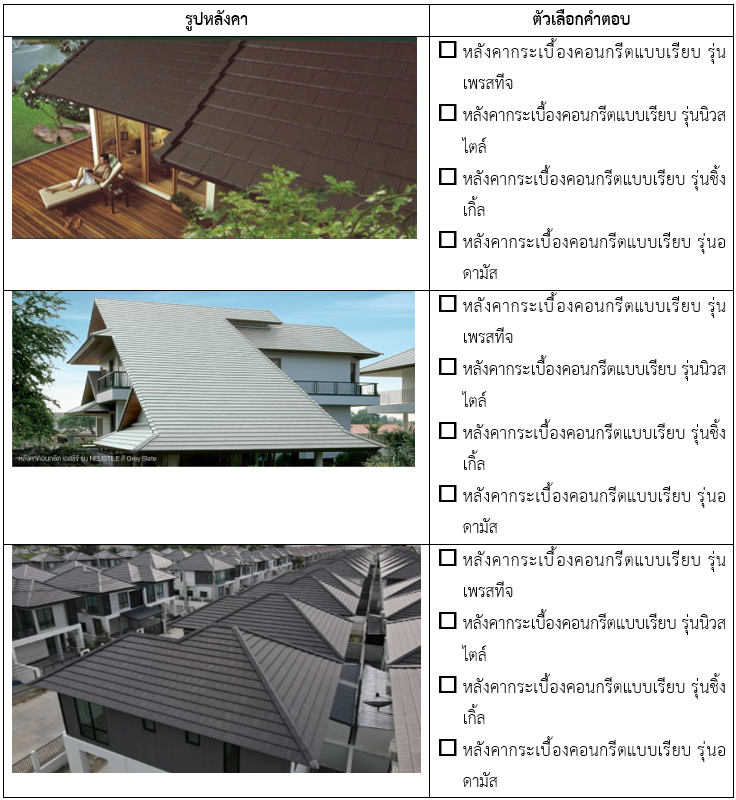 รูปหลังคา
ตัวเลือกคำตอบ
หลังคากระเบื้องคอนกรีตแบบเรียบ รุ่น
เพรสทีจ
หลังคากระเบื้องคอนกรีตแบบเรียบ รุ่นนิวส
ไตล์
หลังคากระเบื้องคอนกรีตแบบเรียบ รุ่นชิ้ง
เกิ้ล
หลังคากระเบื้องคอนกรีตแบบเรียบ รุ่นอ
ดามัส
หลังคาคอนกรีต เอสซีจี รุ่น NEUSTILE สี Grey Slate
หลังคากระเบื้องคอนกรีตแบบเรียบ รุ่น
เพรสทีจ
หลังคากระเบื้องคอนกรีตแบบเรียบ รุ่นนิวส
ไตล์
หลังคากระเบื้องคอนกรีตแบบเรียบ รุ่นชิ้ง
เกิ้ล
หลังคากระเบื้องคอนกรีตแบบเรียบ รุ่นอ
ดามัส
หลังคากระเบื้องคอนกรีตแบบเรียบ รุ่น
เพรสทีจ
หลังคากระเบื้องคอนกรีตแบบเรียบ รุ่นนิวส
ไตล์
หลังคากระเบื้องคอนกรีตแบบเรียบ รุ่นชิ้ง
เกิ้ล
หลังคากระเบื้องคอนกรีตแบบเรียบ รุ่นอ
ดามัส